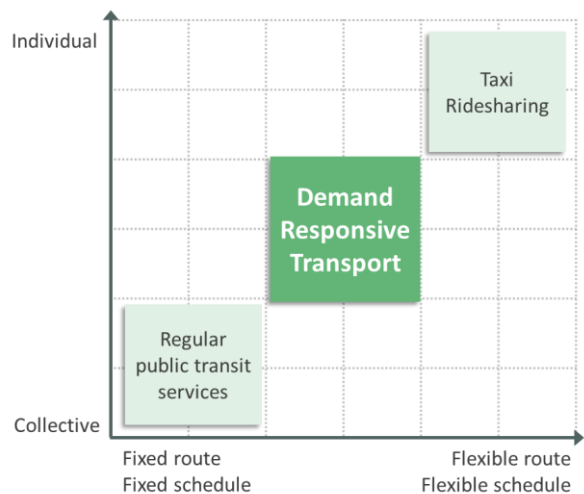 Individual
Taxi
Ridesharing
Demand
Responsive
Transport
Regular
public transit
services
Collective
Fixed route
Fixed schedule
Flexible route
Flexible schedule